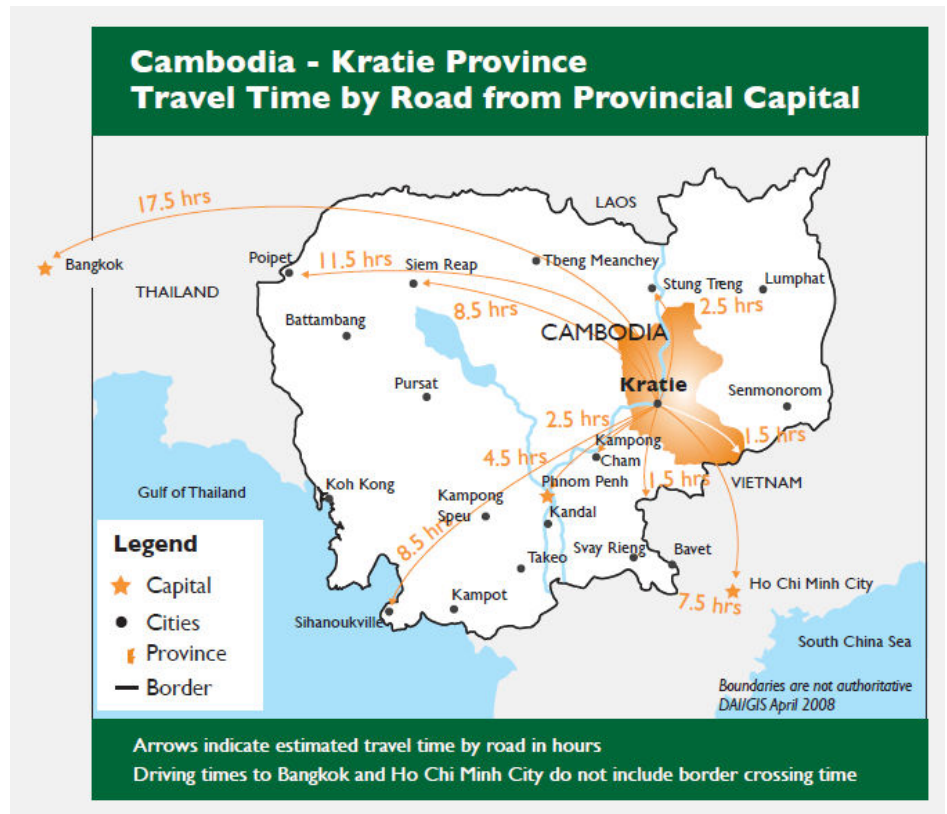 Cambodia - Kratie Province
Travel Time by Road from Provincial Capital
17.5 hrs
LAOS
Bangkok
Poipet
11.5 hrs
Siem Reap
Tbeng Meanchey
THAILAND
Stung Treng
Lumphat
8.5 hrs
2.5 hrs
Battambang
CAMBODIA
Pursat
Kratie
Senmonorom
2.5 hrs
1.5 hrs
Kampong
Cham
4.5 hrs
Phnom Penh
1.5 hrs
VIETNAM
Koh Kong
Gulf of Thailand
Kampong
Speu
Kandal
8.5 hrs
Svay Rieng
Bavet
Takeo
Ho Chi Minh City
7.5 hrs
Kampot
Sihanoukville
South China Sea
Legend
Capital
Cities
Province
Border
Boundaries are not authoritative
DAI/GIS April 2008
Arrows indicate estimated travel time by road in hours
Driving times to Bangkok and Ho Chi Minh City do not include border crossing time